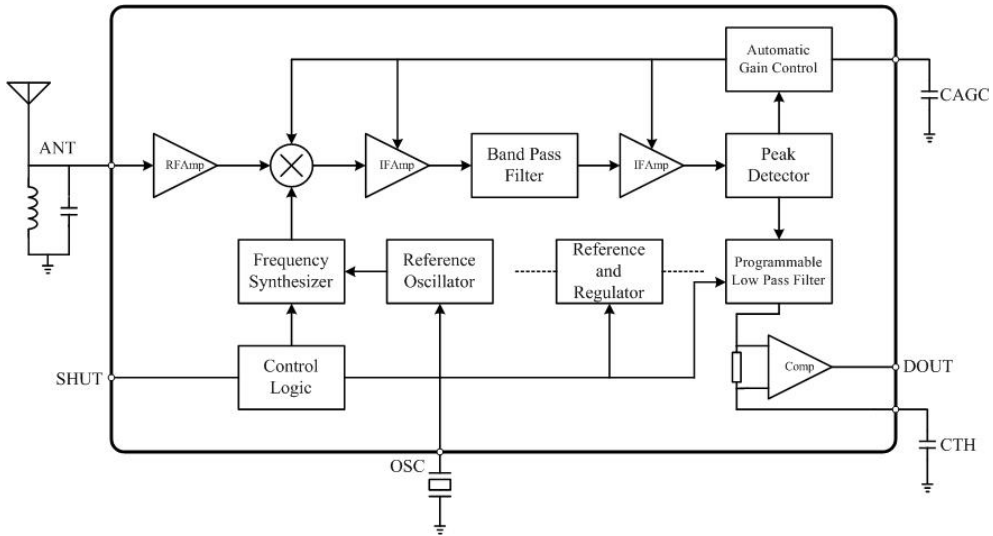 Automatic
Gain Control
CAGC
ANT
RFAmp
IFAmp
Band Pass
Filter
IFAmp
Peak
Detector
Frequency
Synthesizer
Reference
Oscillator
Reference
and
Regulator
Programmable
Low Pass Filter
SHUT
Control
Logic
Comp
DOUT
CTH
OSC